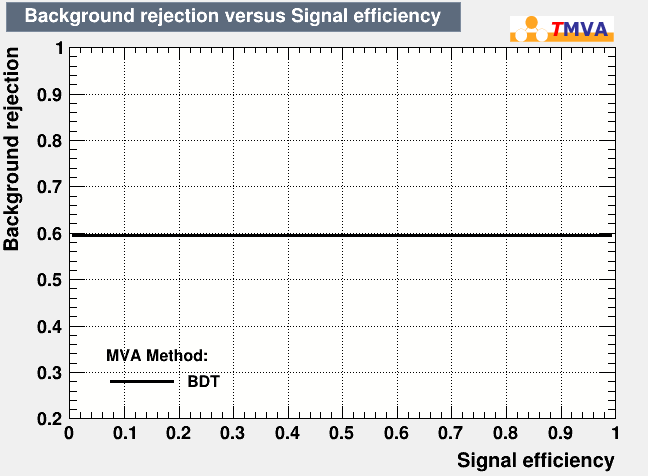 Background rejection versus Signal efficiency
TMVA
Background rejection
1
0.9
0.8
0.7
0.6
0.5
0.4
0.3
0.2
MVA Method:
BDT
0 0.1 0.2 0.3 0.4 0.5 0.6 0.7 0.8 0.9 1
Signal efficiency